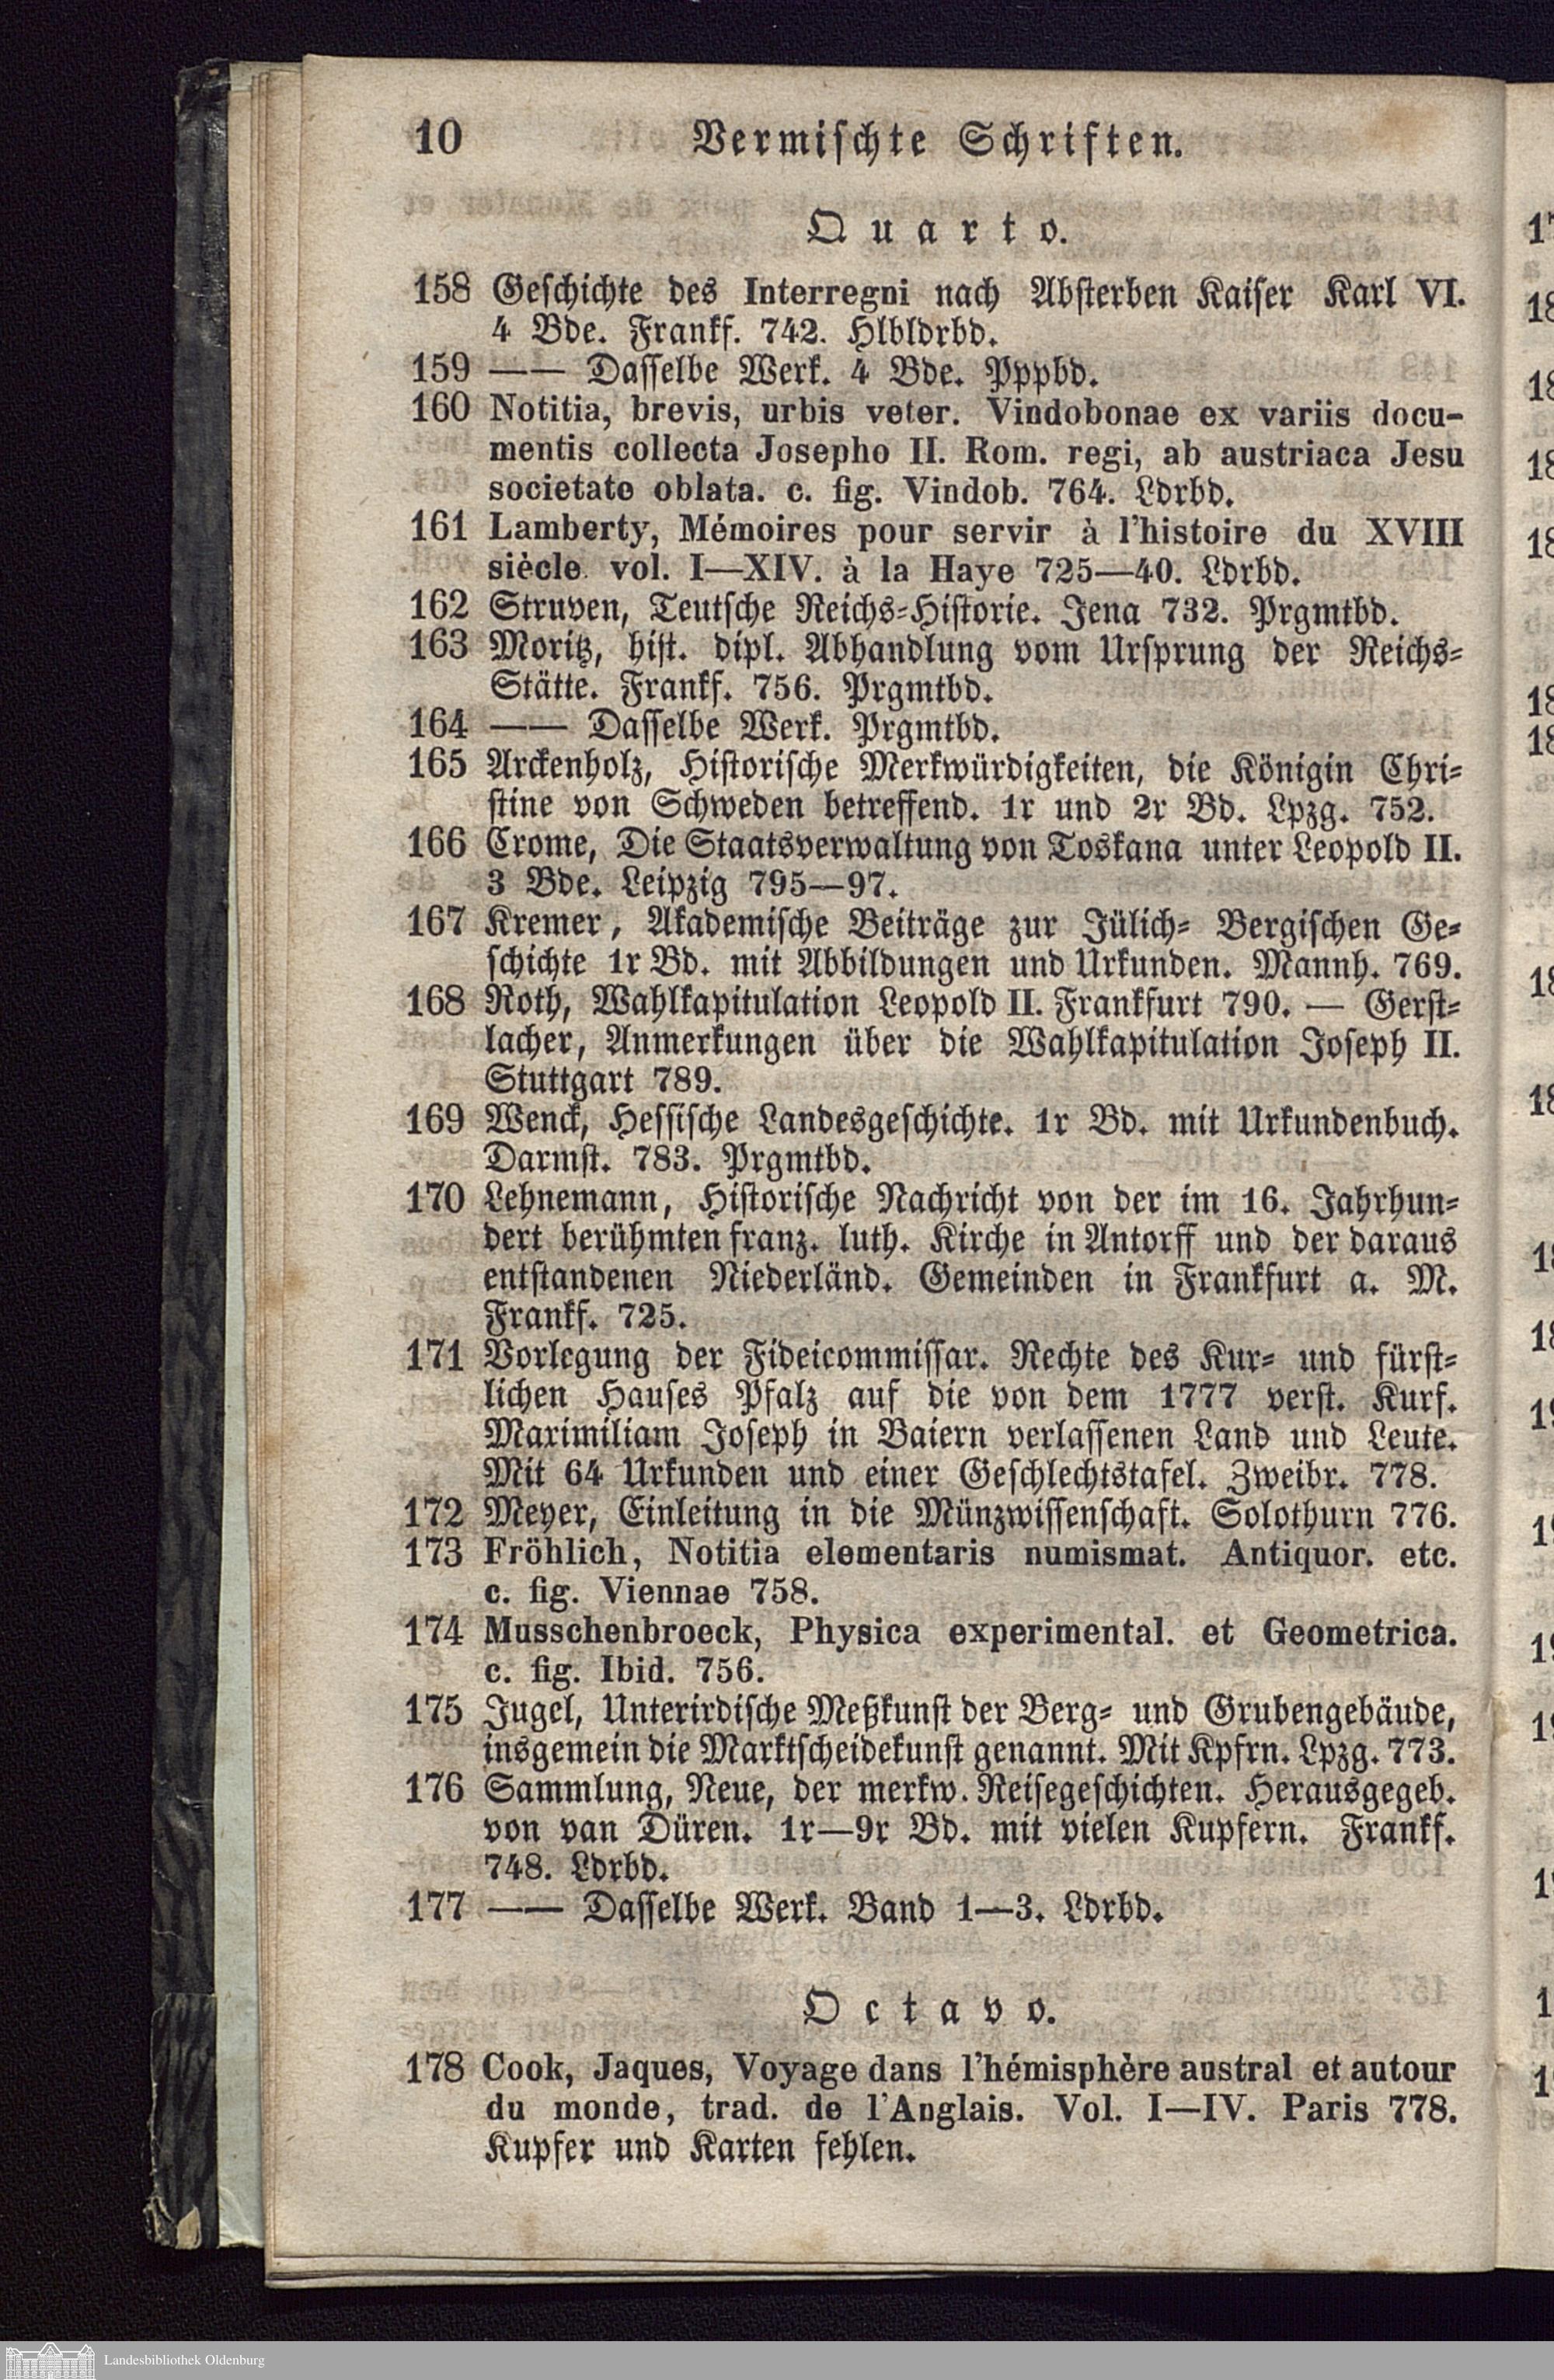 10 Vermischte Schriften.
Quarto.
158 Geschichte des Interregni nach Absterben Kaiser Karl VI.
4 Bde. Frankf. 742. Hlbldrbd.
159 —— Dasselbe Werk. 4 Bde. Pppbd.
160 Notitia, brevis, urbis veter. Vindobonae ex variis docu-
mentis collecta Josepho II. Rom. regi, ab austriaca Jesu
societate oblata. c. fig. Vindob. 764. Ldrbd.
161 Lamberty, Mémoires pour servir à l'histoire du XVIII
siècle. vol. I—XIV. à la Haye 725—40. Ldrbd.
162 Struven, Teutsche Reichs-Historie. Jena 732. Prgmtbd.
163 Moritz, hist. dipl. Abhandlung vom Ursprung der Reichs-
Stätte. Frankf. 756. Prgmtbd.
164 —— Dasselbe Werk. Prgmtbd.
165 Arckenholz, Historische Merkwürdigkeiten, die Königin Chri-
stine von Schweden betreffend. 1r und 2r Bd. Lpzg. 752.
166 Crome, Die Staatsverwaltung von Toskana unter Leopold II.
3 Bde. Leipzig 795—97.
167 Kremer, Akademische Beiträge zur Jülich- Bergischen Ge-
schichte 1r Bd. mit Abbildungen und Urkunden. Mannh. 769.
168 Roth, Wahlkapitulation Leopold II. Frankfurt 790. — Gerst-
lacher, Anmerkungen über die Wahlkapitulation Joseph II.
Stuttgart 789.
169 Wenck, Hessische Landesgeschichte. 1r Bd. mit Urkundenbuch.
Darmst. 783. Prgmtbd.
170 Lehnemann, Historische Nachricht von der im 16. Jahrhun-
dert berühmten franz. luth. Kirche in Antorff und der daraus
entstandenen Niederländ. Gemeinden in Frankfurt a. M.
Frankf. 725.
171 Vorlegung der Fideicommissar. Rechte des Kur- und fürst-
lichen Hauses Pfalz auf die von dem 1777 verst. Kurf.
Maximiliam Joseph in Baiern verlassenen Land und Leute.
Mit 64 Urkunden und einer Geschlechtstafel. Zweibr. 778.
172 Meyer, Einleitung in die Münzwissenschaft. Solothurn 776.
173 Fröhlich, Notitia elementaris numismat. Antiquor. etc.
c. fig. Viennae 758.
174 Musschenbroeck, Physica experimental. et Geometrica.
c. fig. Ibid. 756.
175 Jugel, Unterirdische Meßkunst der Berg- und Grubengebäude,
insgemein die Marktscheidekunst genannt. Mit Kpfrn. Lpzg. 773.
176 Sammlung, Neue, der merkw. Reisegeschichten. Herausgegeb.
von van Düren. 1r—9r Bd. mit vielen Kupfern. Frankf.
748. Ldrbd.
177 —— Dasselbe Werk. Band 1—3. Ldrbd.
Octavo.
178 Cook, Jaques, Voyage dans l'hémisphère austral et autour
du monde, trad. de l'Anglais. Vol. I—IV. Paris 778.
Kupfer und Karten fehlen.
Landesbibliothek Oldenburg